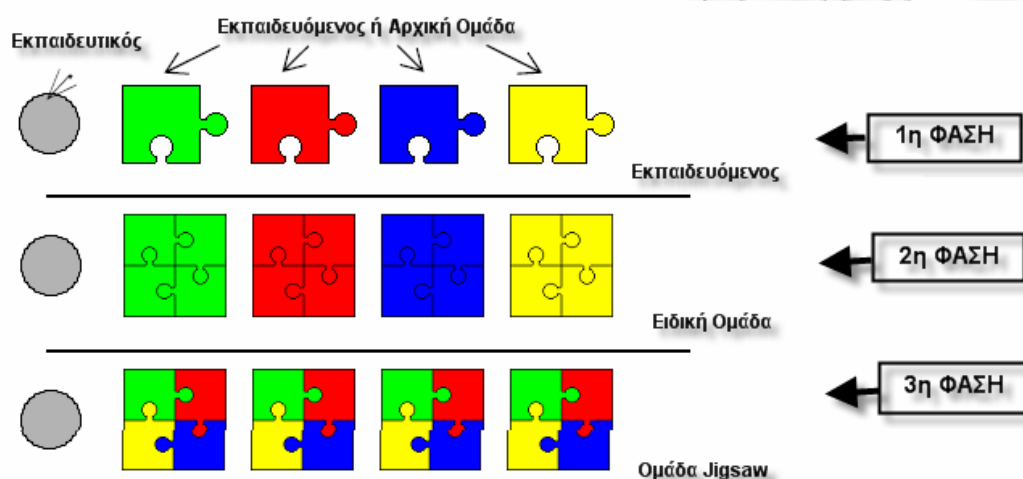 Εκπαιδευτικός
Εκπαιδευόμενος ή Αρχική Ομάδα
1η ΦΑΣΗ
Εκπαιδευόμενος
2η ΦΑΣΗ
Ειδική Ομάδα
3η ΦΑΣΗ
Ομάδα Jigsaw